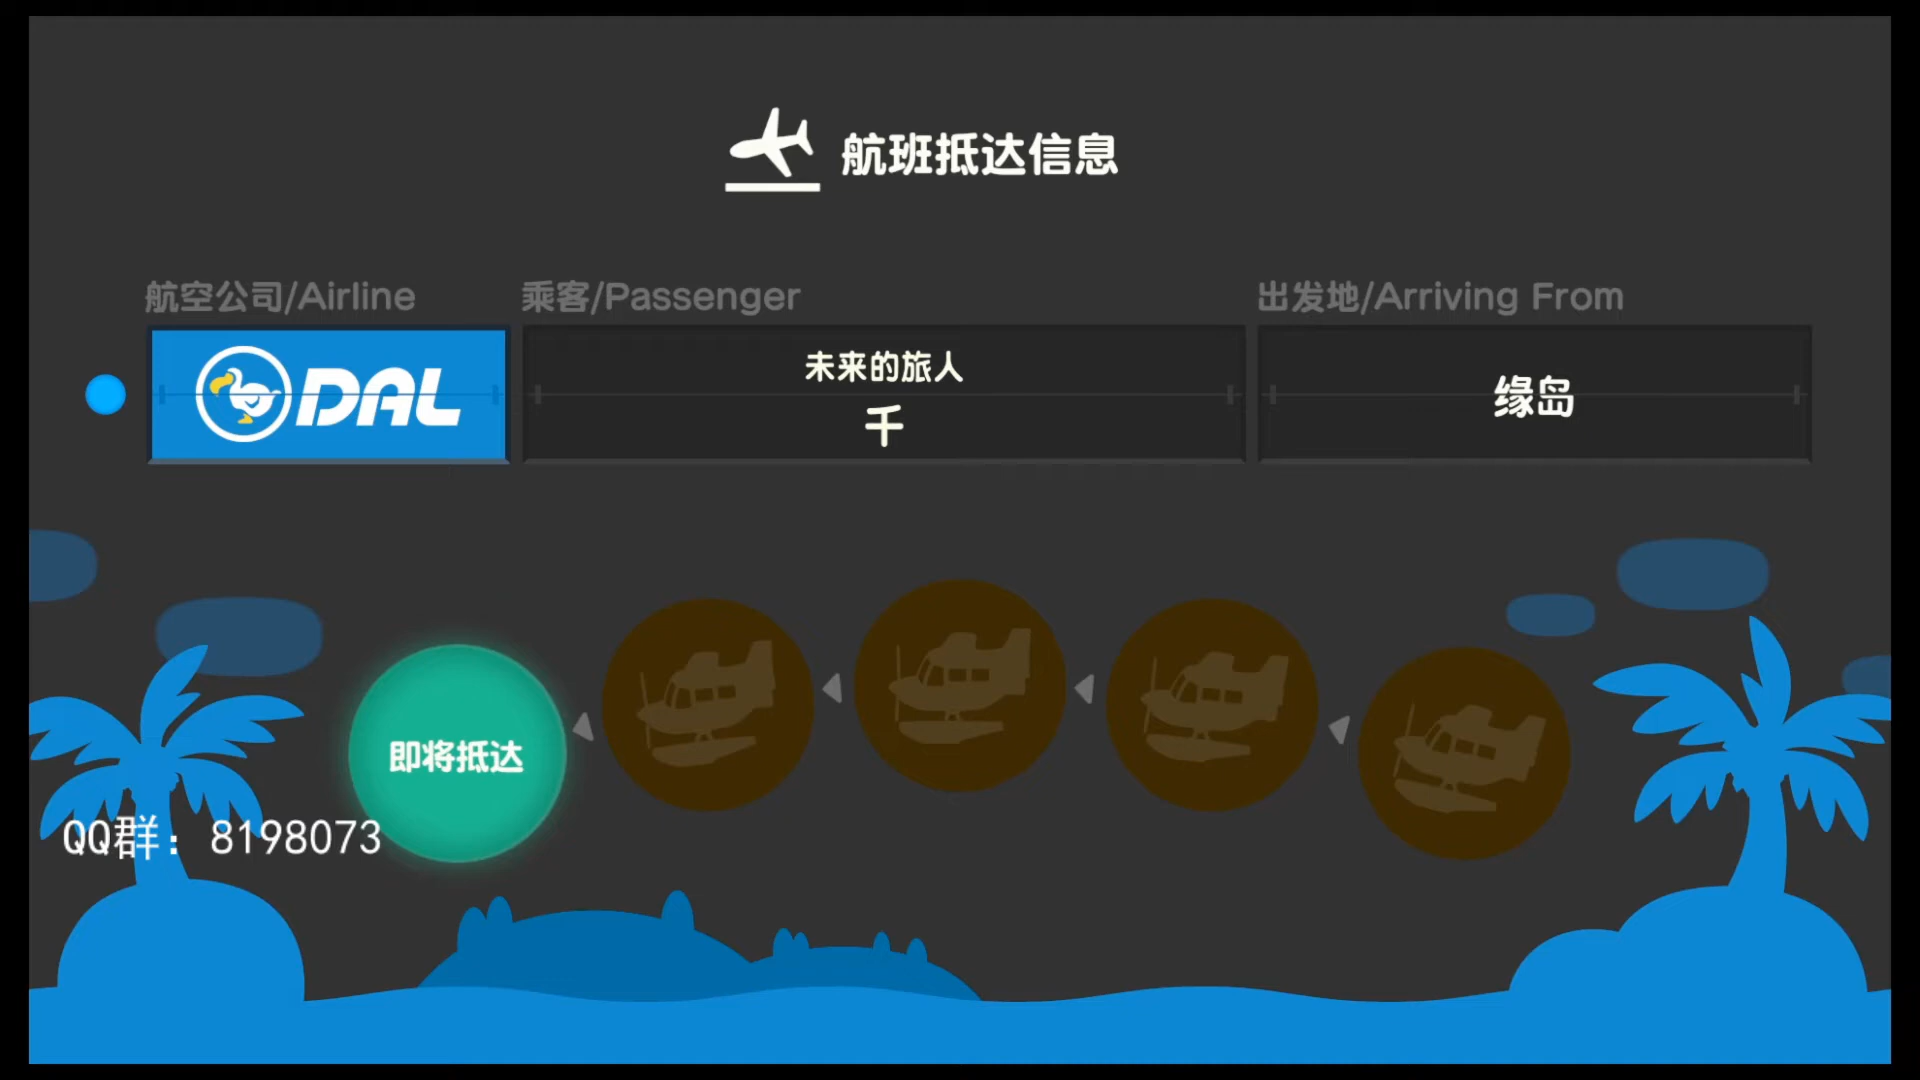 航班抵达信息
航空公司/Airline
乘客/Passenger
出发地/Arriving From
DAL
未来的旅人
千
缘岛
即将抵达
QQ群：8198073